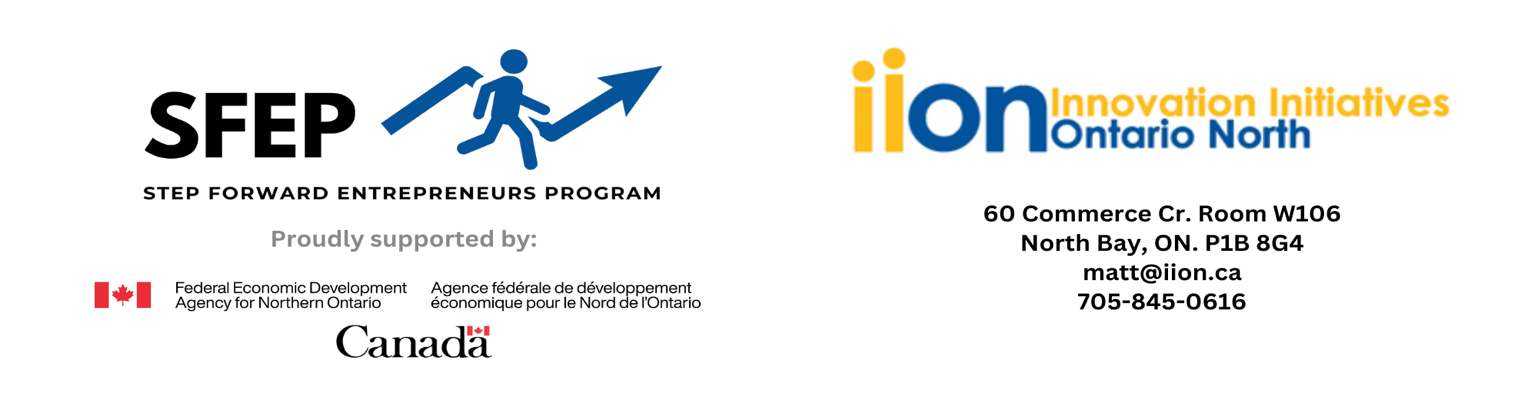 SFEP
STEP FORWARD ENTREPRENEURS PROGRAM
Proudly supported by:
Federal Economic Development
Agency for Northern Ontario
Agence fédérale de développement
économique pour le Nord de l'Ontario
Canada
iion
Innovation Initiatives
Ontario North
60 Commerce Cr. Room W106
North Bay, ON. P1B 8G4
matt@iion.ca
705-845-0616